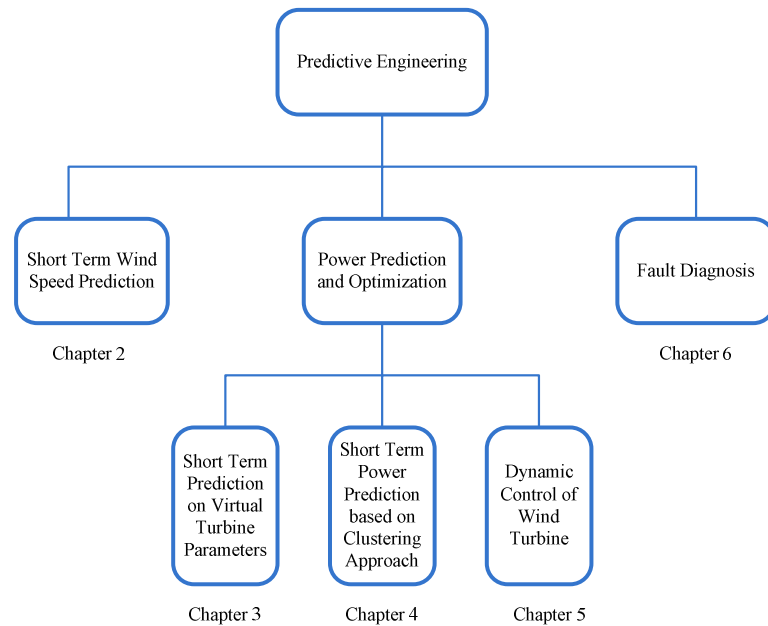 Predictive Engineering
Short Term Wind
Speed Prediction
Power Prediction
and Optimization
Fault Diagnosis
Chapter 2
Chapter 6
Short Term
Prediction
on Virtual
Turbine
Parameters
Short Term
Power
Prediction
based on
Clustering
Approach
Dynamic
Control of
Wind
Turbine
Chapter 3
Chapter 4
Chapter 5